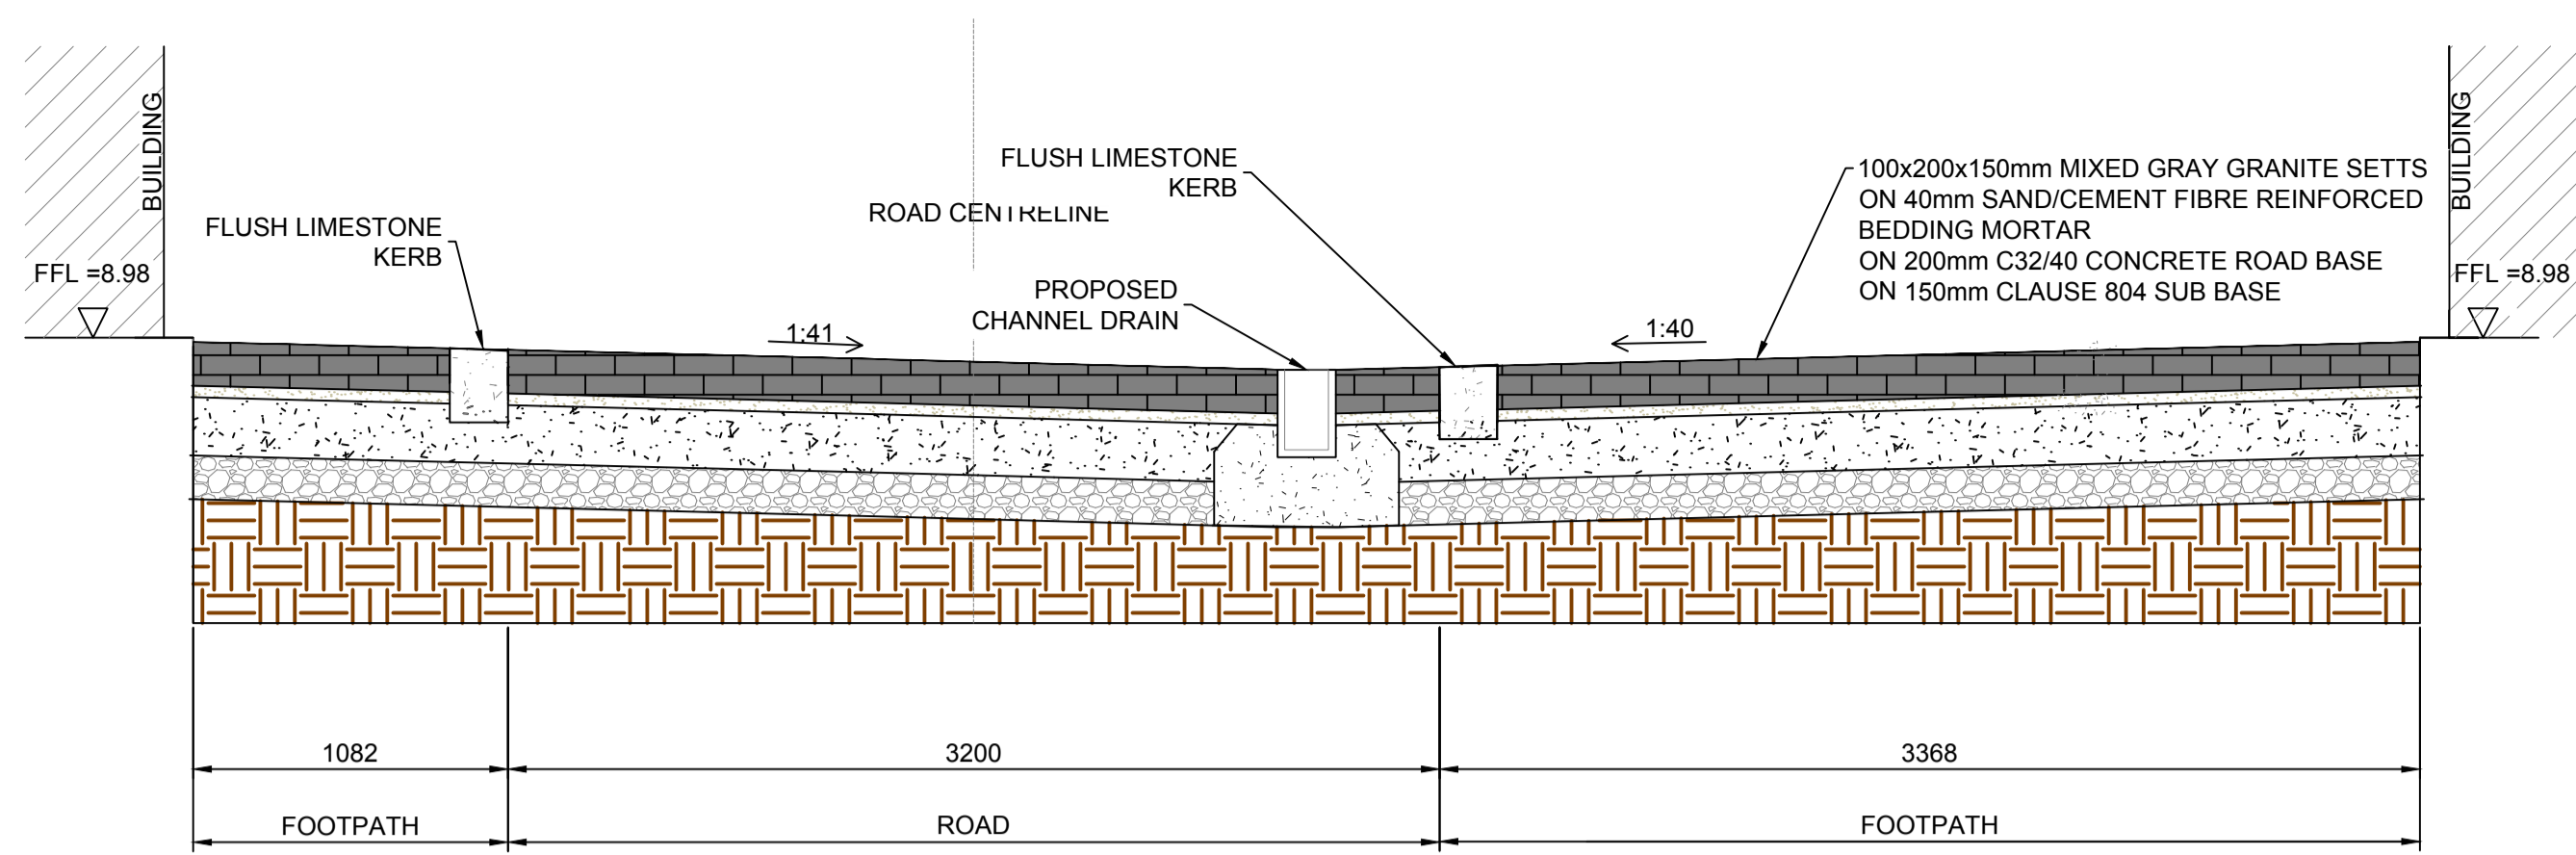 BUILDING
BUILDING
FLUSH LIMESTONE
KERB
ROAD CENTRELINE
FLUSH LIMESTONE
KERB
100x200x150mm MIXED GRAY GRANITE SETTS
ON 40mm SAND/CEMENT FIBRE REINFORCED
BEDDING MORTAR
ON 200mm C32/40 CONCRETE ROAD BASE
ON 150mm CLAUSE 804 SUB BASE
FFL =8.98
FFL =8.98
PROPOSED
CHANNEL DRAIN
1:41
1:40
1082
3200
3368
FOOTPATH
ROAD
FOOTPATH